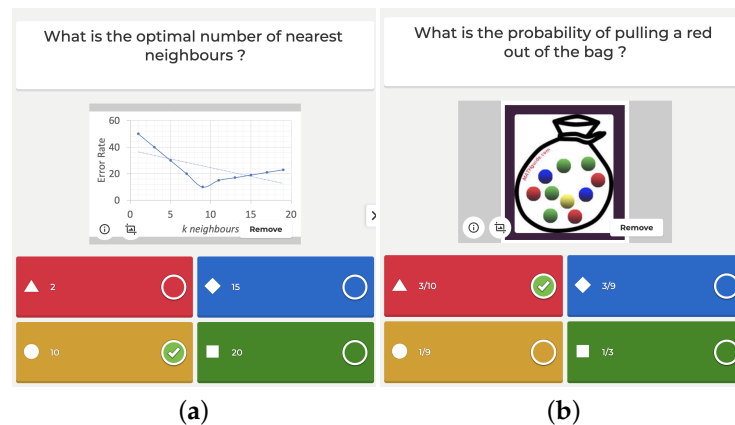 What is the optimal number of nearest
neighbours ?
60
40
20
0
Error Rate
0 5 10 15 20
k neighbours
Remove
2
15
10
20
(a)
What is the probability of pulling a red
out of the bag ?
Remove
3/10
3/9
1/9
1/3
(b)